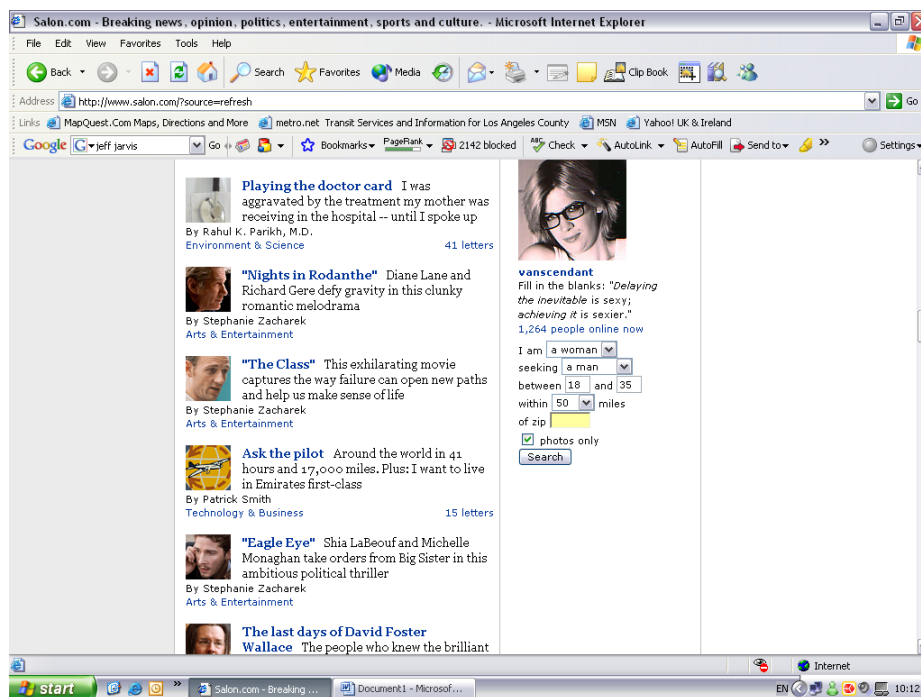 Salon.com - Breaking news, opinion, politics, entertainment, sports and culture. - Microsoft Internet Explorer
File Edit View Favorites Tools Help
Back Search Favorites Media Clip Book
Address http://www.salon.com/?source=refresh Go
Links MapQuest.Com Maps, Directions and More metro.net Transit Services and Information for Los Angeles County MSN Yahoo! UK & Ireland
Google G jeff jarvis Go Bookmarks PageRank 2142 blocked ABC Check AutoLink AutoFill Send to » Settings
Playing the doctor card I was
aggravated by the treatment my mother was
receiving in the hospital -- until I spoke up
By Rahul K. Parikh, M.D.
Environment & Science 41 letters
"Nights in Rodanthe" Diane Lane and
Richard Gere defy gravity in this clunky
romantic melodrama
By Stephanie Zacharek
Arts & Entertainment
"The Class" This exhilarating movie
captures the way failure can open new paths
and help us make sense of life
By Stephanie Zacharek
Arts & Entertainment
Ask the pilot Around the world in 41
hours and 17,000 miles. Plus: I want to live
in Emirates first-class
By Patrick Smith
Technology & Business 15 letters
"Eagle Eye" Shia LaBeouf and Michelle
Monaghan take orders from Big Sister in this
ambitious political thriller
By Stephanie Zacharek
Arts & Entertainment
The last days of David Foster
Wallace The people who knew the brilliant
vanscendant
Fill in the blanks: "Delaying
the inevitable is sexy;
achieving it is sexier."
1,264 people online now
I am a woman
seeking a man
between 18 and 35
within 50 miles
of zip
photos only
Search
Internet
start » Salon.com - Breaking ... Document1 - Microsof... EN 10:12